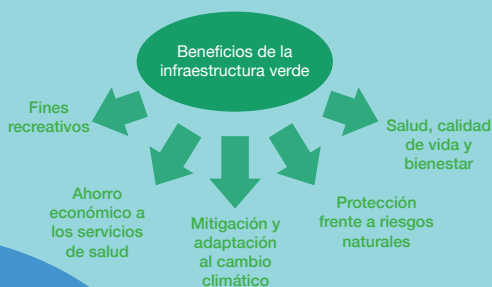 Beneficios de la
infraestructura verde
Fines
recreativos
Ahorro
económico a
los servicios
de salud
Mitigación y
adaptación
al cambio
climático
Protección
frente a riesgos
naturales
Salud, calidad
de vida y
bienestar